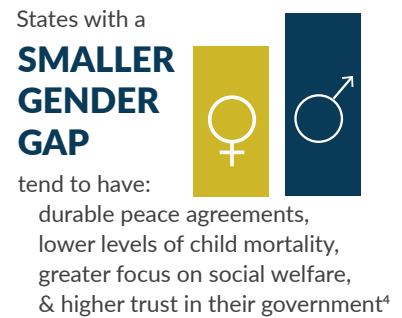 States with a
SMALLER
GENDER
GAP
tend to have:
durable peace agreements,
lower levels of child mortality,
greater focus on social welfare,
& higher trust in their government⁴